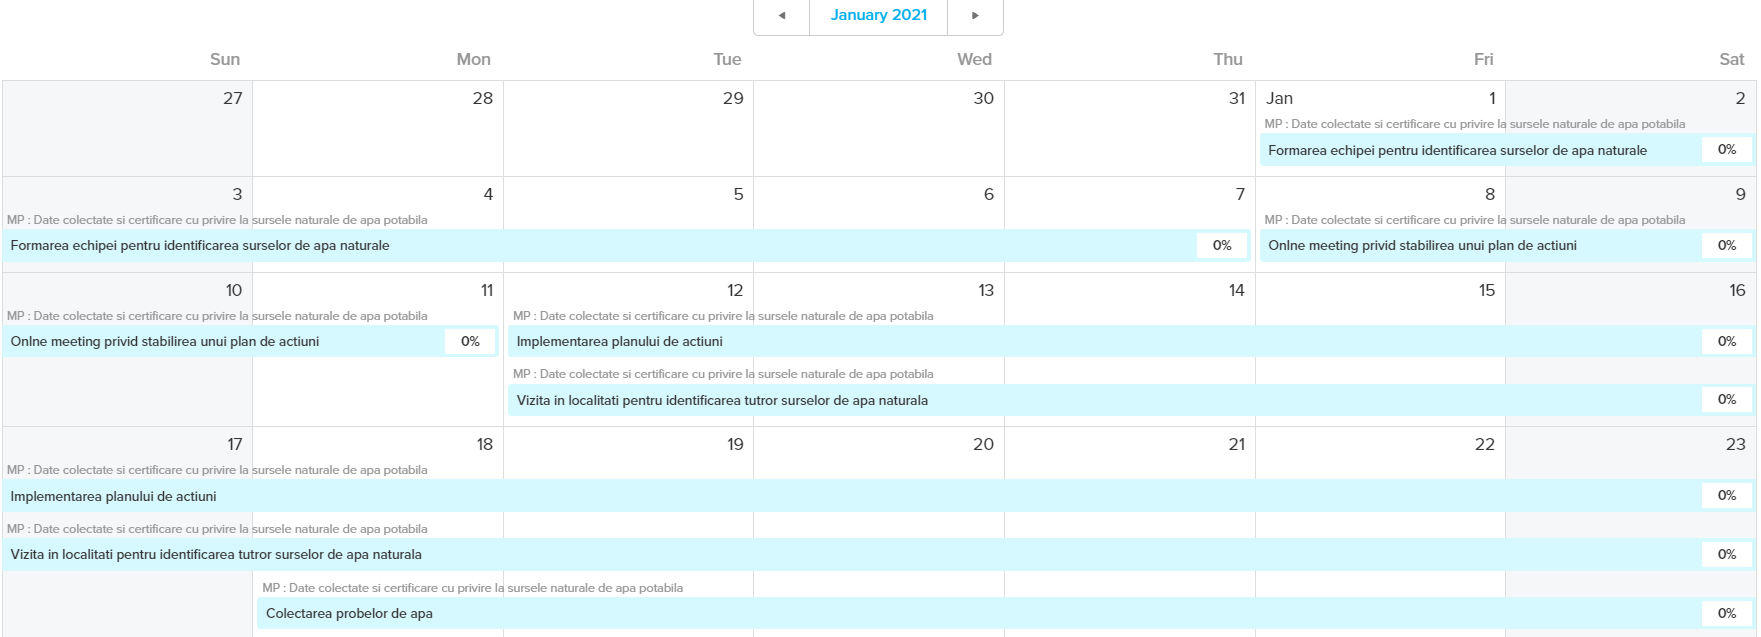 ◄ January 2021 ►
Sun Mon Tue Wed Thu Fri Sat
27 28 29 30 31 Jan 1 2
MP : Date colectate si certificare cu privire la sursele naturale de apa potabila
Formarea echipei pentru identificarea surselor de apa naturale 0%
3 4 5 6 7 8 9
MP : Date colectate si certificare cu privire la sursele naturale de apa potabila MP : Date colectate si certificare cu privire la sursele naturale de apa potabila
Formarea echipei pentru identificarea surselor de apa naturale 0% Onlne meeting privid stabilirea unui plan de actiuni 0%
10 11 12 13 14 15 16
MP : Date colectate si certificare cu privire la sursele naturale de apa potabila MP : Date colectate si certificare cu privire la sursele naturale de apa potabila
Onlne meeting privid stabilirea unui plan de actiuni 0% Implementarea planului de actiuni 0%
MP : Date colectate si certificare cu privire la sursele naturale de apa potabila
Vizita in localitati pentru identificarea tutror surselor de apa naturala 0%
17 18 19 20 21 22 23
MP : Date colectate si certificare cu privire la sursele naturale de apa potabila
Implementarea planului de actiuni 0%
MP : Date colectate si certificare cu privire la sursele naturale de apa potabila
Vizita in localitati pentru identificarea tutror surselor de apa naturala 0%
MP : Date colectate si certificare cu privire la sursele naturale de apa potabila
Colectarea probelor de apa 0%